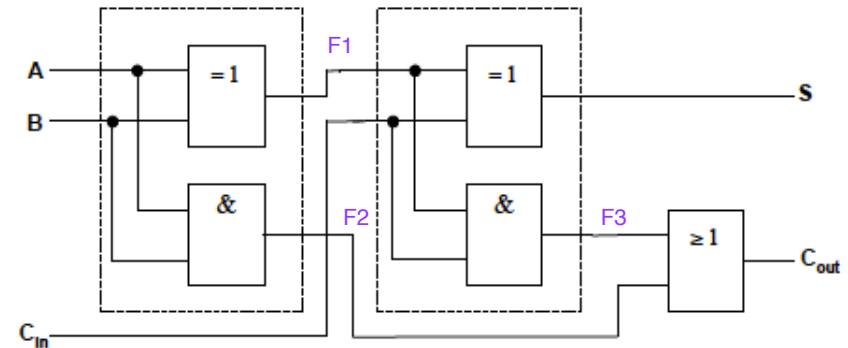 F1
A
= 1
= 1
S
B
&
&
F2
F3
≥ 1
C_out
C_in